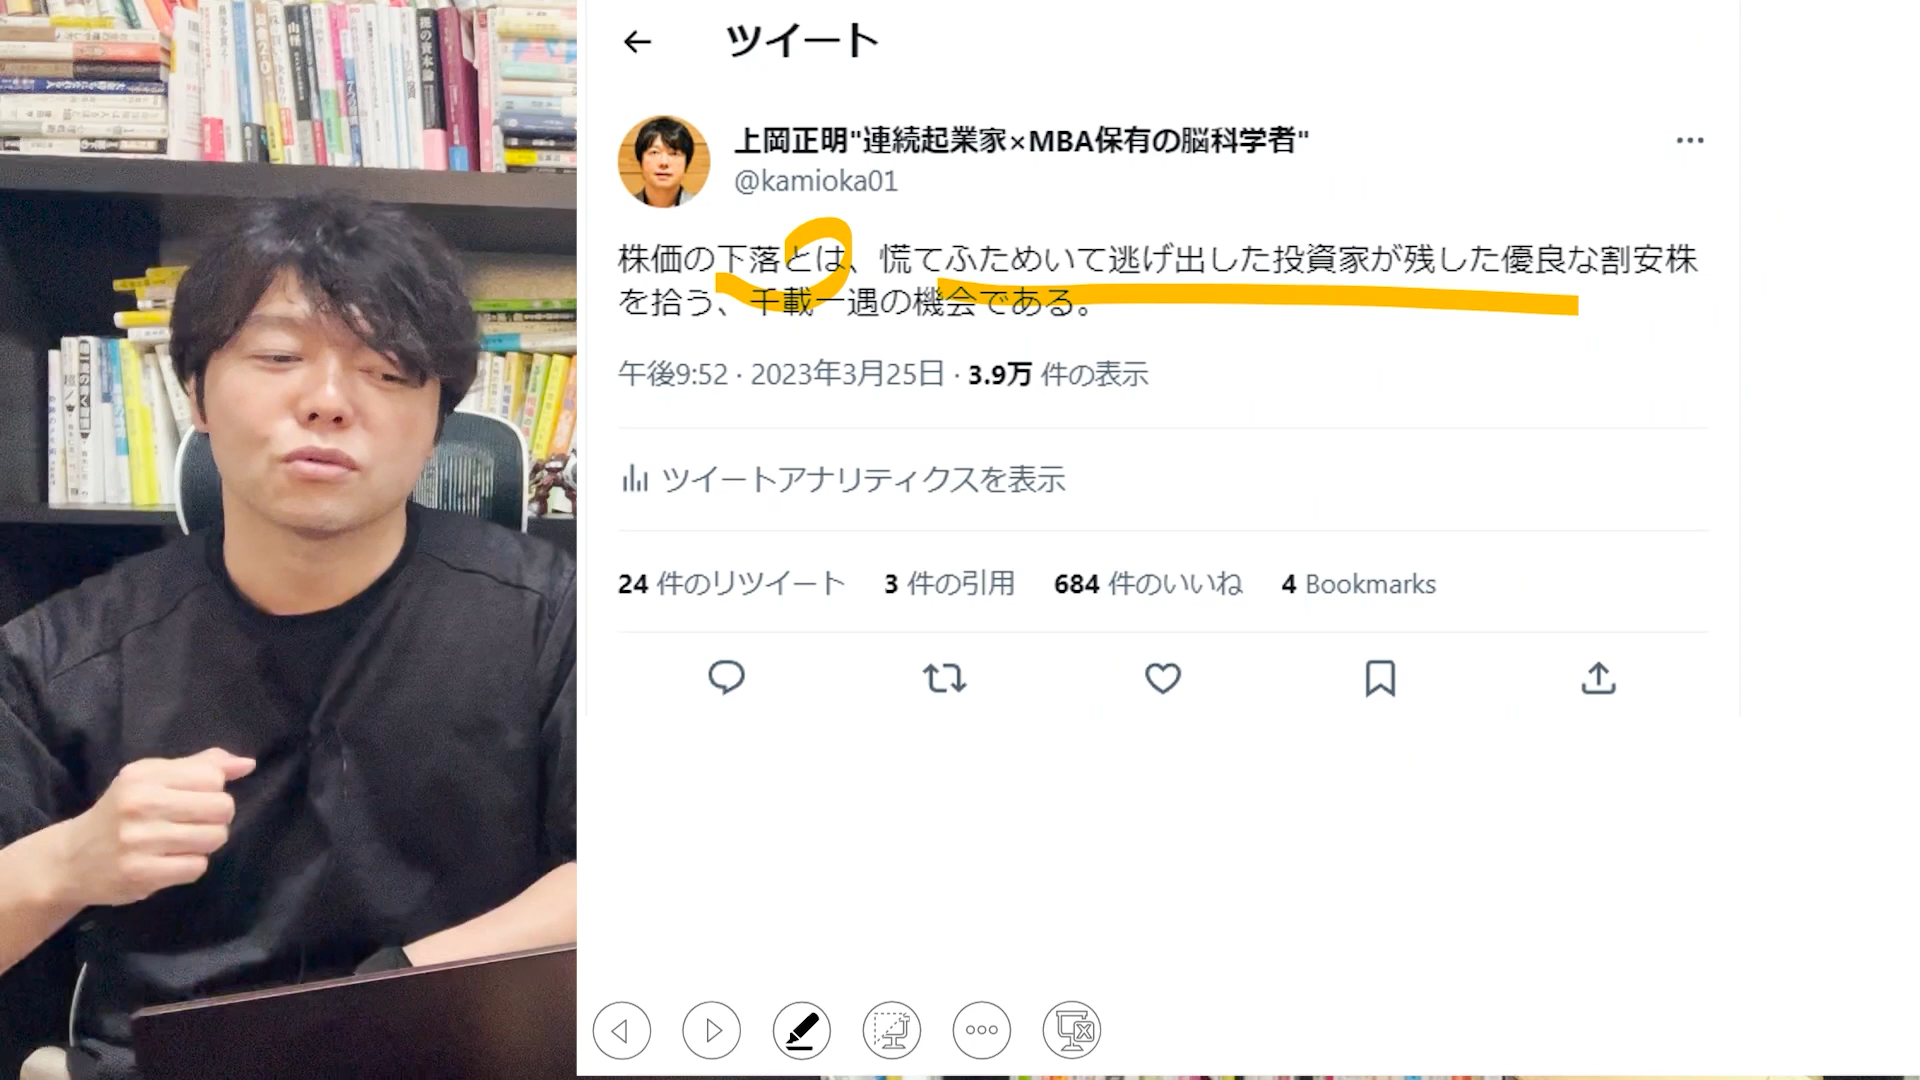 ツイート
上岡正明"連続起業家×MBA保有の脳科学者"
@kamioka01
株価の下落とは、慌てふためいて逃げ出した投資家が残した優良な割安株
を拾う、千載一遇の機会である。
午後9:52 · 2023年3月25日 · 3.9万 件の表示
ツイートアナリティクスを表示
24 件のリツイート 3 件の引用 684 件のいいね 4 Bookmarks